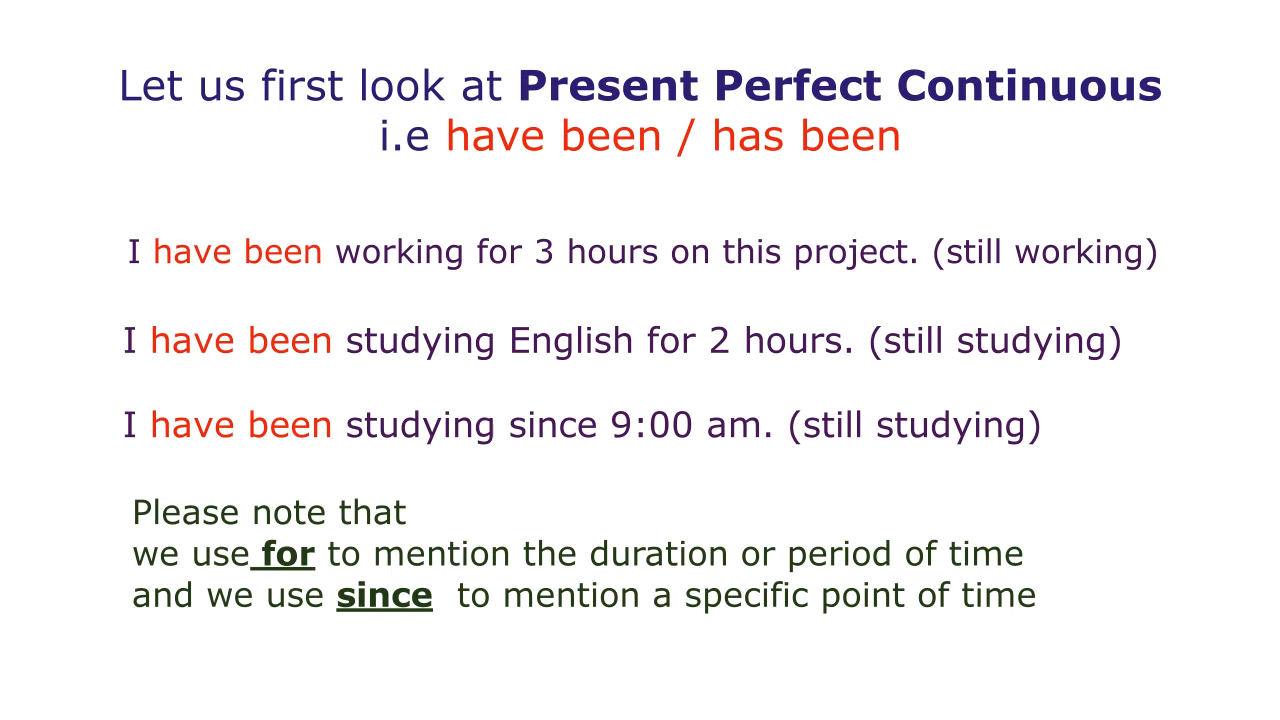 Let us first look at Present Perfect Continuous
i.e have been / has been
I have been working for 3 hours on this project. (still working)
I have been studying English for 2 hours. (still studying)
I have been studying since 9:00 am. (still studying)
Please note that
we use for to mention the duration or period of time
and we use since to mention a specific point of time